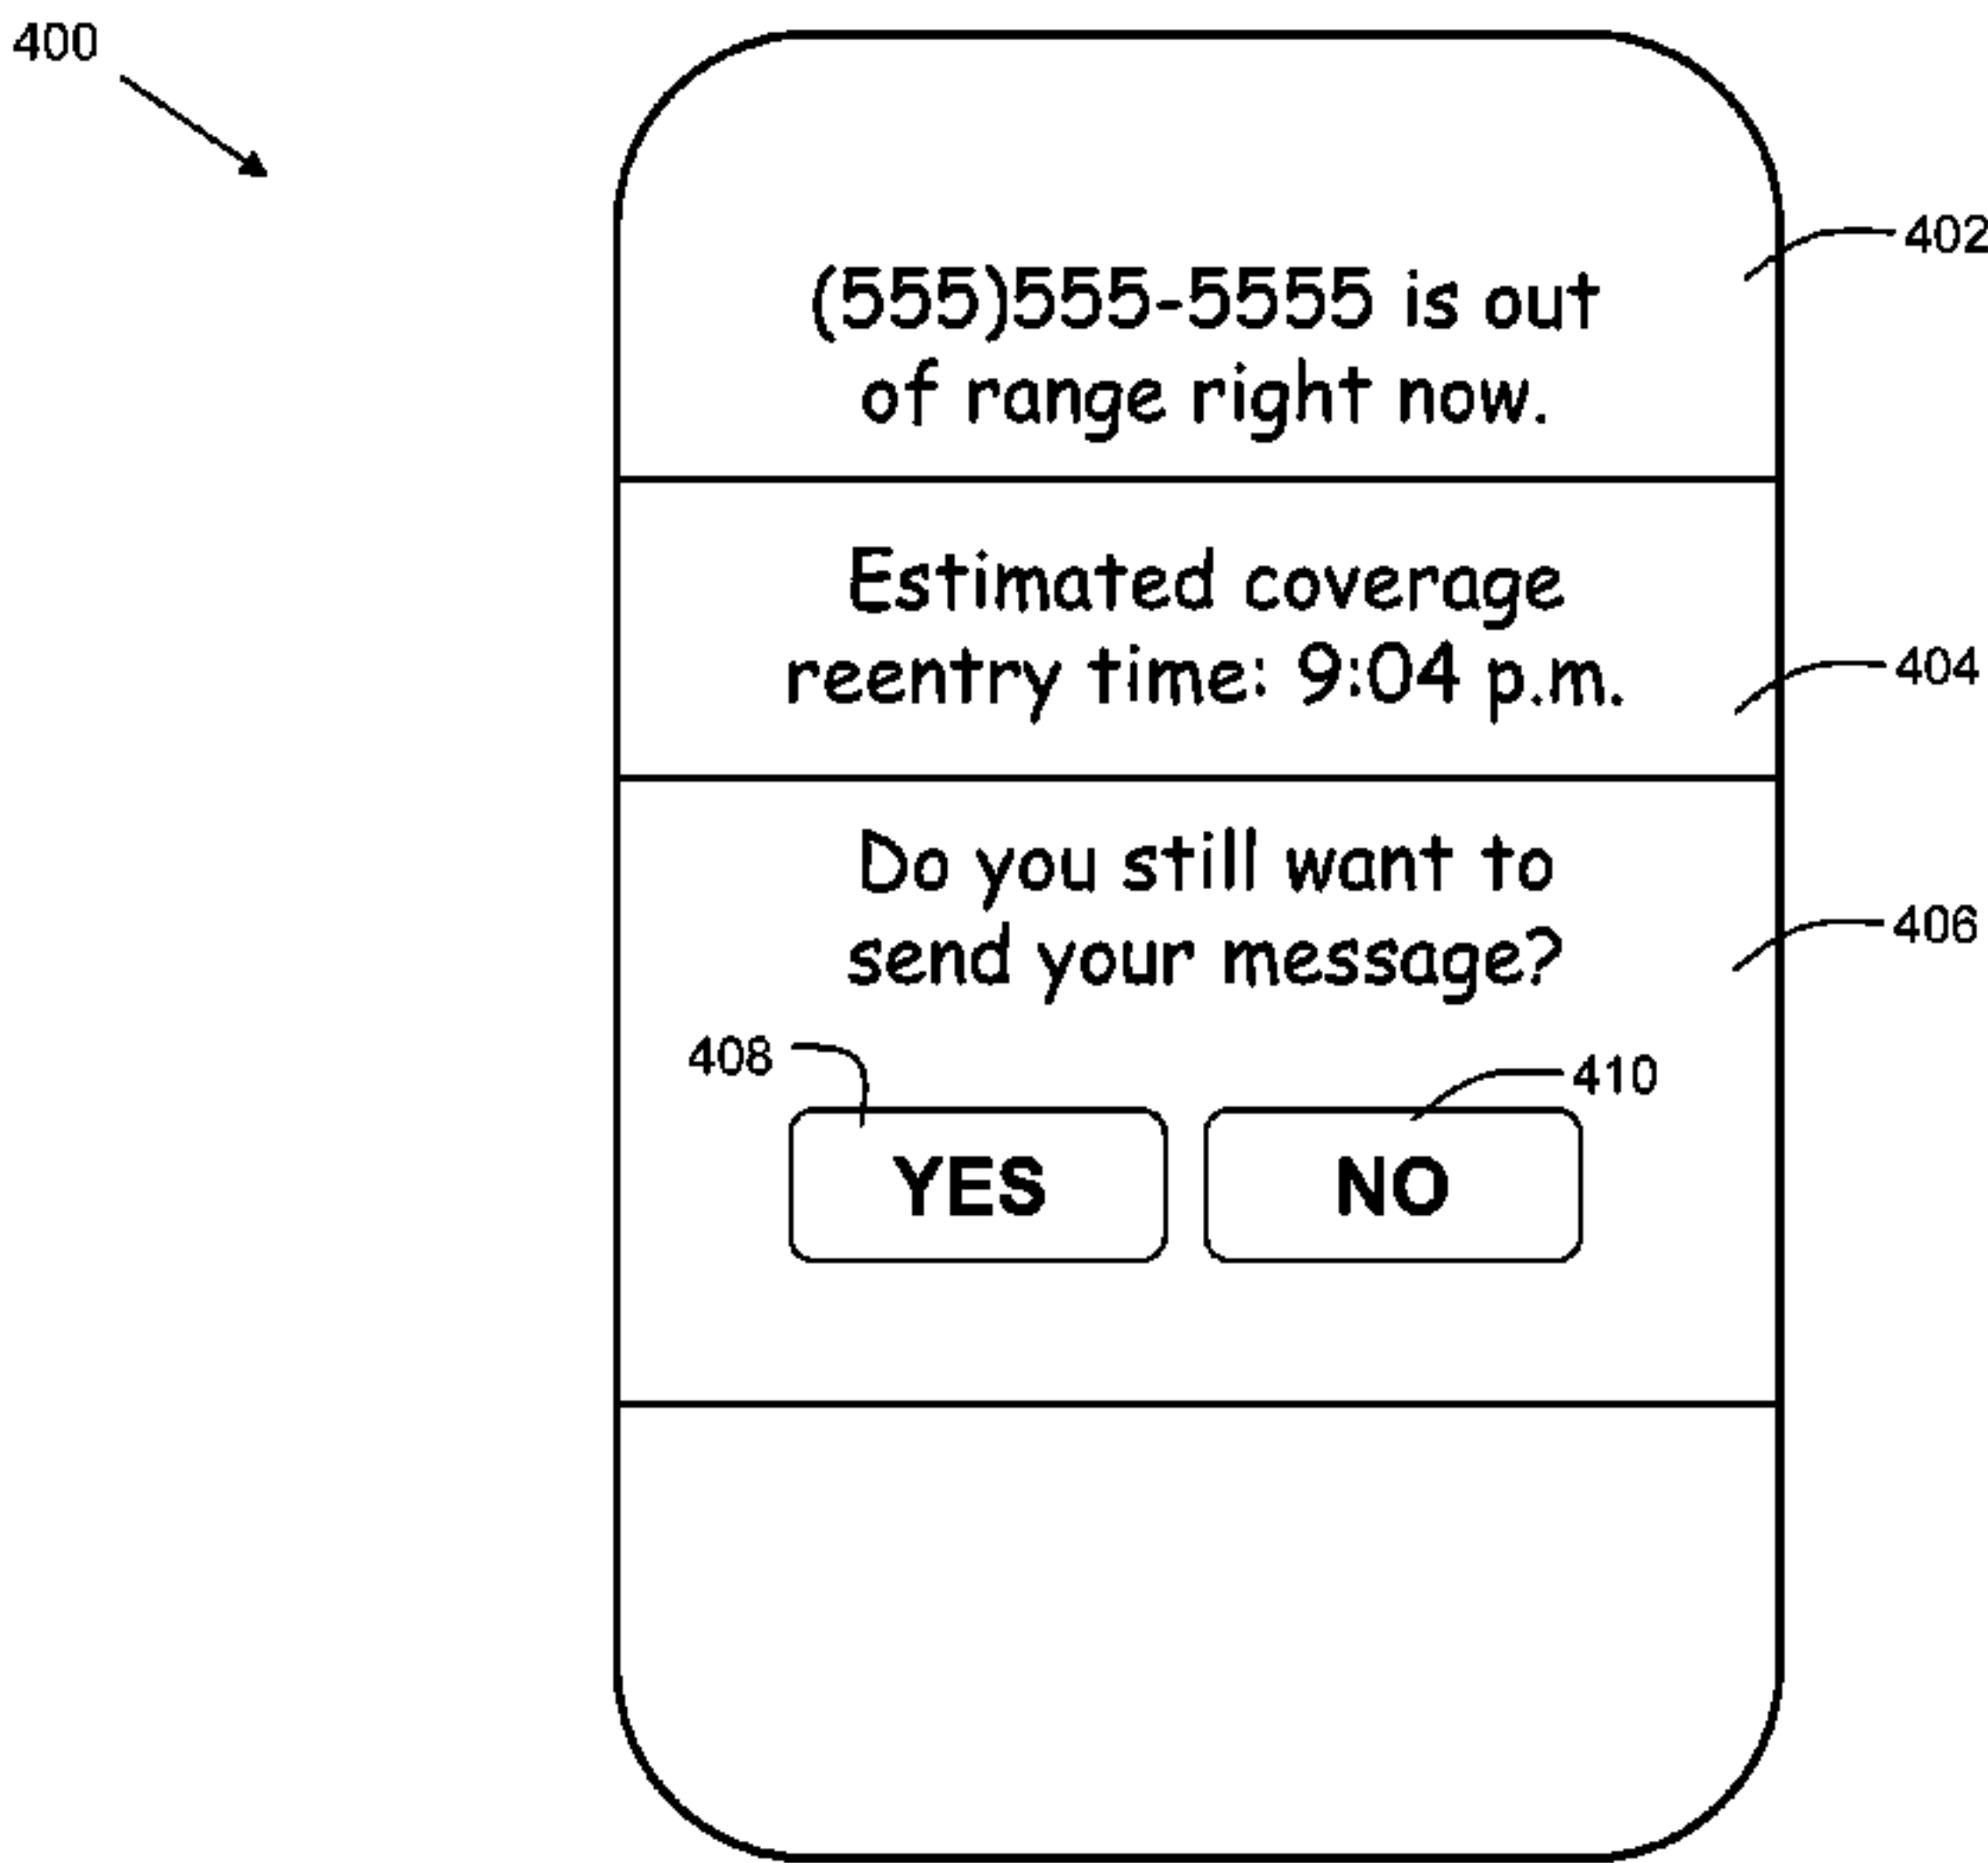 400
402
(555)555-5555 is out
of range right now.
Estimated coverage
reentry time: 9:04 p.m.
404
Do you still want to
406
send your message?
408
410
YES NO